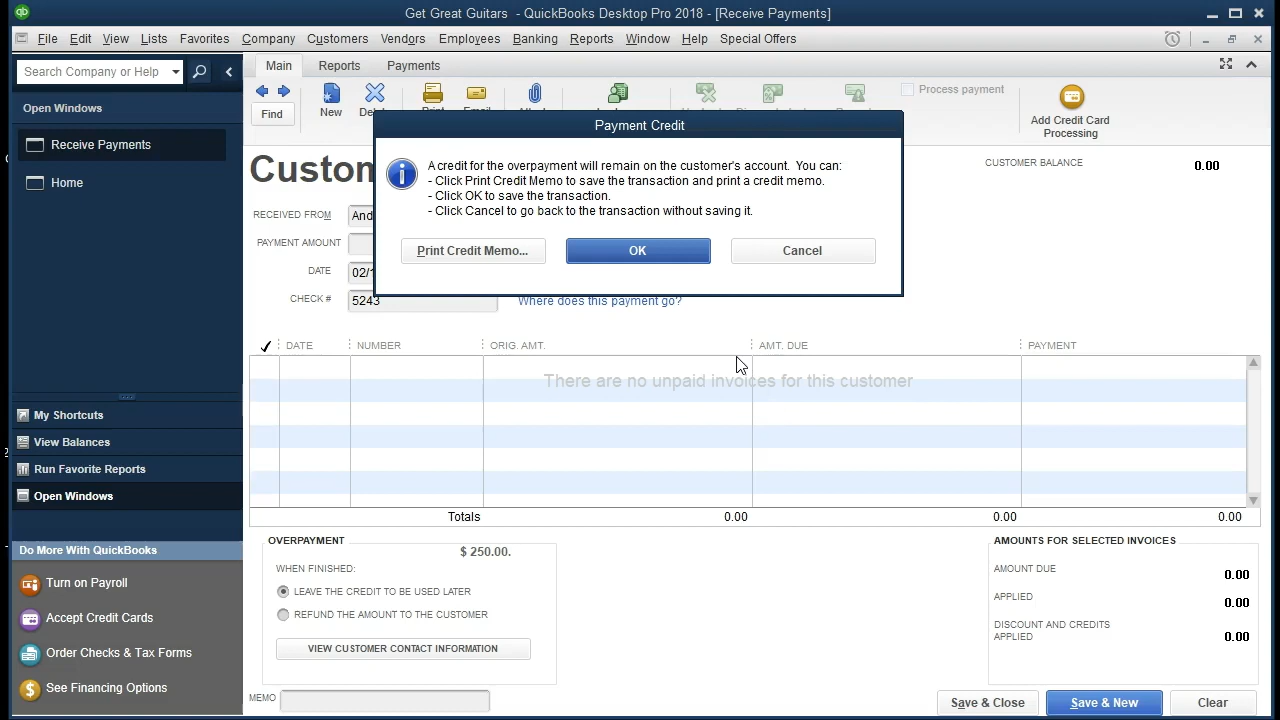 Get Great Guitars - QuickBooks Desktop Pro 2018 - [Receive Payments]
File Edit View Lists Favorites Company Customers Vendors Employees Banking Reports Window Help Special Offers
Search Company or Help
Main Reports Payments
Find
New
Process payment
Add Credit Card
Processing
Open Windows
Receive Payments
Home
Payment Credit
A credit for the overpayment will remain on the customer's account. You can:
- Click Print Credit Memo to save the transaction and print a credit memo.
- Click OK to save the transaction.
- Click Cancel to go back to the transaction without saving it.
Print Credit Memo... OK Cancel
CUSTOMER BALANCE 0.00
RECEIVED FROM
PAYMENT AMOUNT
DATE
CHECK # 5243
Where does this payment go?
DATE NUMBER ORIG. AMT. AMT. DUE PAYMENT
There are no unpaid invoices for this customer
Totals 0.00 0.00 0.00
My Shortcuts
View Balances
Run Favorite Reports
Open Windows
Do More With QuickBooks
Turn on Payroll
Accept Credit Cards
Order Checks & Tax Forms
See Financing Options
OVERPAYMENT
$ 250.00.
WHEN FINISHED:
LEAVE THE CREDIT TO BE USED LATER
REFUND THE AMOUNT TO THE CUSTOMER
VIEW CUSTOMER CONTACT INFORMATION
AMOUNTS FOR SELECTED INVOICES
AMOUNT DUE 0.00
APPLIED 0.00
DISCOUNT AND CREDITS
APPLIED 0.00
MEMO
Save & Close Save & New Clear